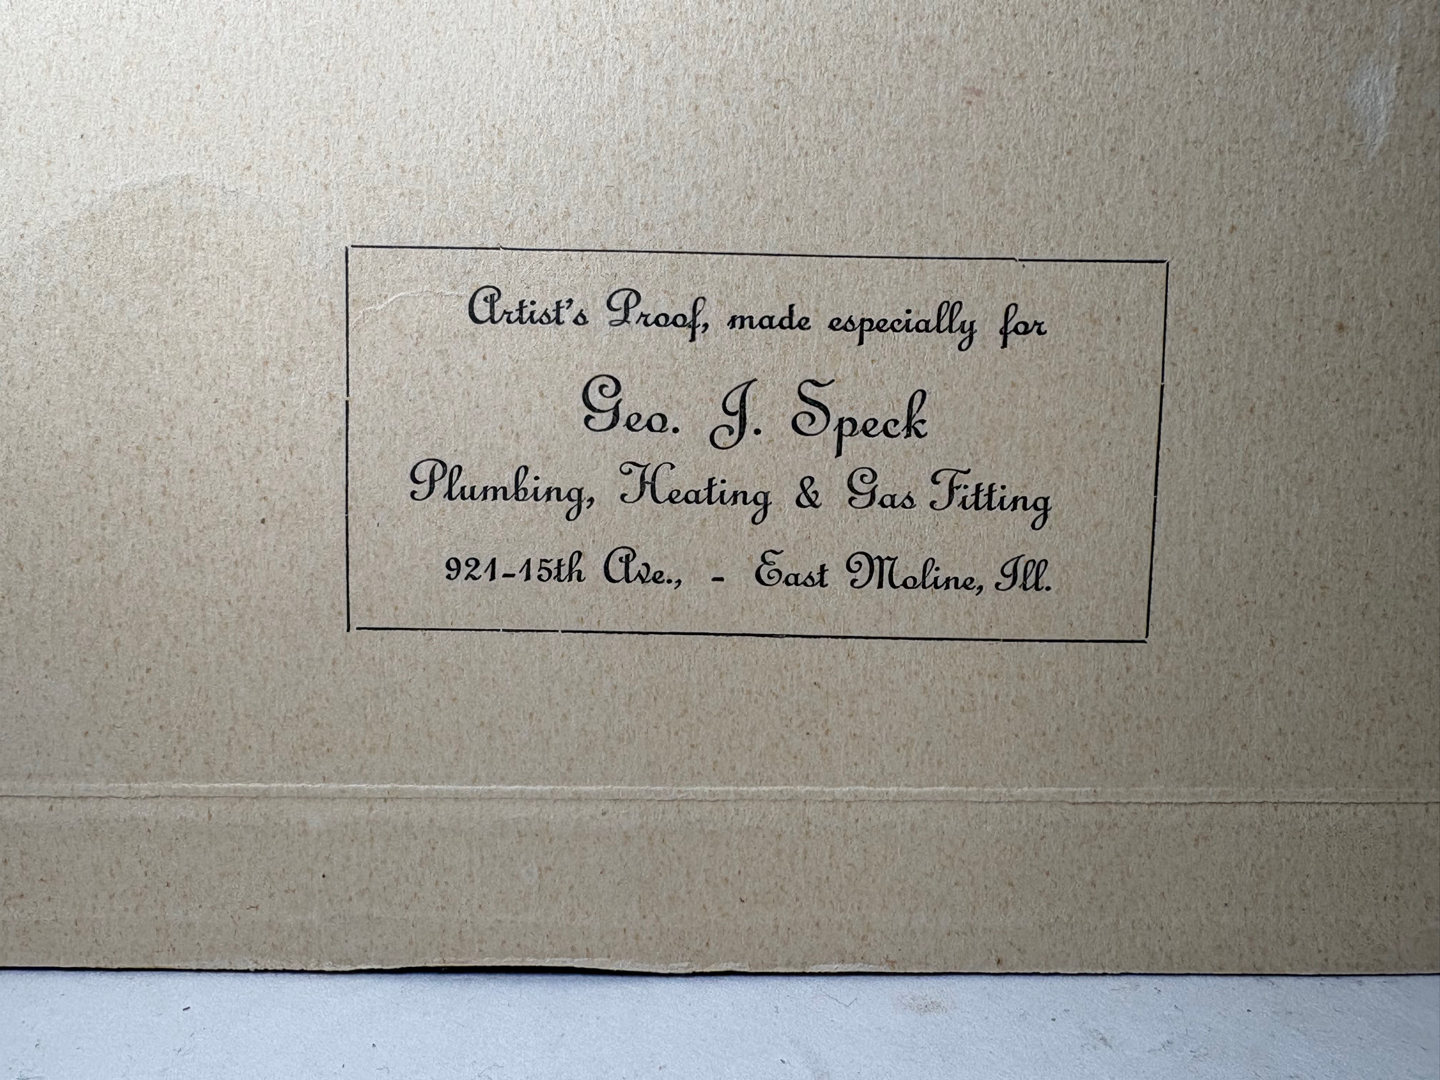 Artist's Proof, made especially for
Geo. J. Speck
Plumbing, Heating & Gas Fitting
921-15th Ave., - East Moline, Ill.